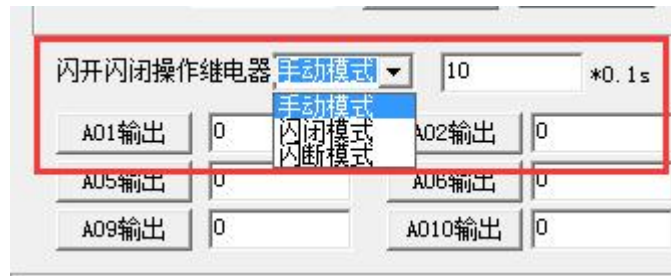 闪开闪闭操作继电器 手动模式 10 *0.1s
手动模式
闪闭模式
闪断模式
A01输出 0 A02输出 0
A05输出 0 A06输出 0
A09输出 0 A010输出 0